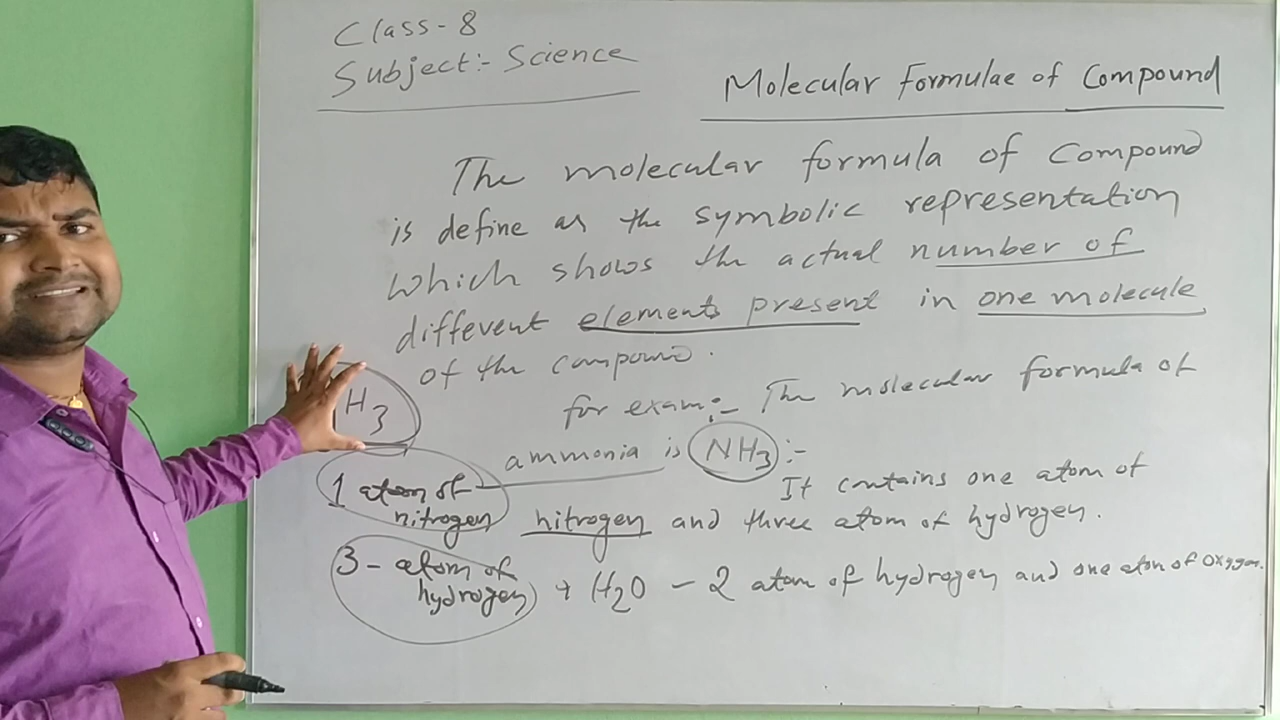 Class-8
Subject:- Science
Molecular Formulae of Compound
The molecular formula of Compound
is define as the symbolic representation
which shows the actual number of
different elements present in one molecule
of the compound.
for exam:- The molecular formula of
ammonia is NH3 :-
It contains one atom of
nitrogen and three atom of hydrogen.
+ H2O - 2 atom of hydrogen and one atom of oxygen.
H3
1 atom of
nitrogen
3 - atom of
hydrogen